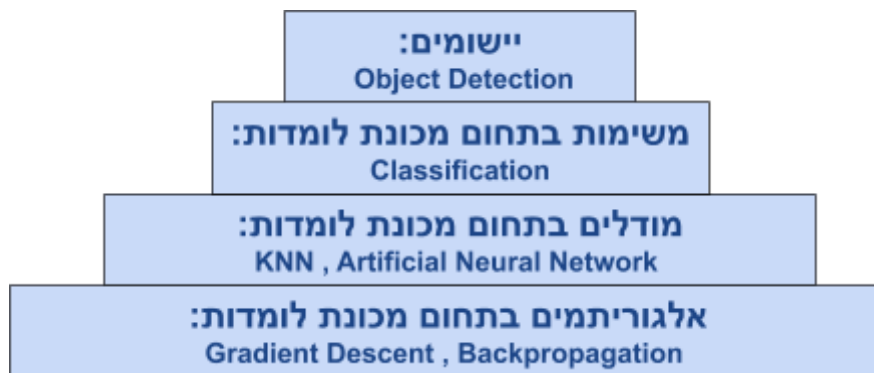 יישומים:
Object Detection
משימות בתחום מכונת לומדות:
Classification
מודלים בתחום מכונת לומדות:
KNN , Artificial Neural Network
אלגוריתמים בתחום מכונת לומדות:
Gradient Descent , Backpropagation